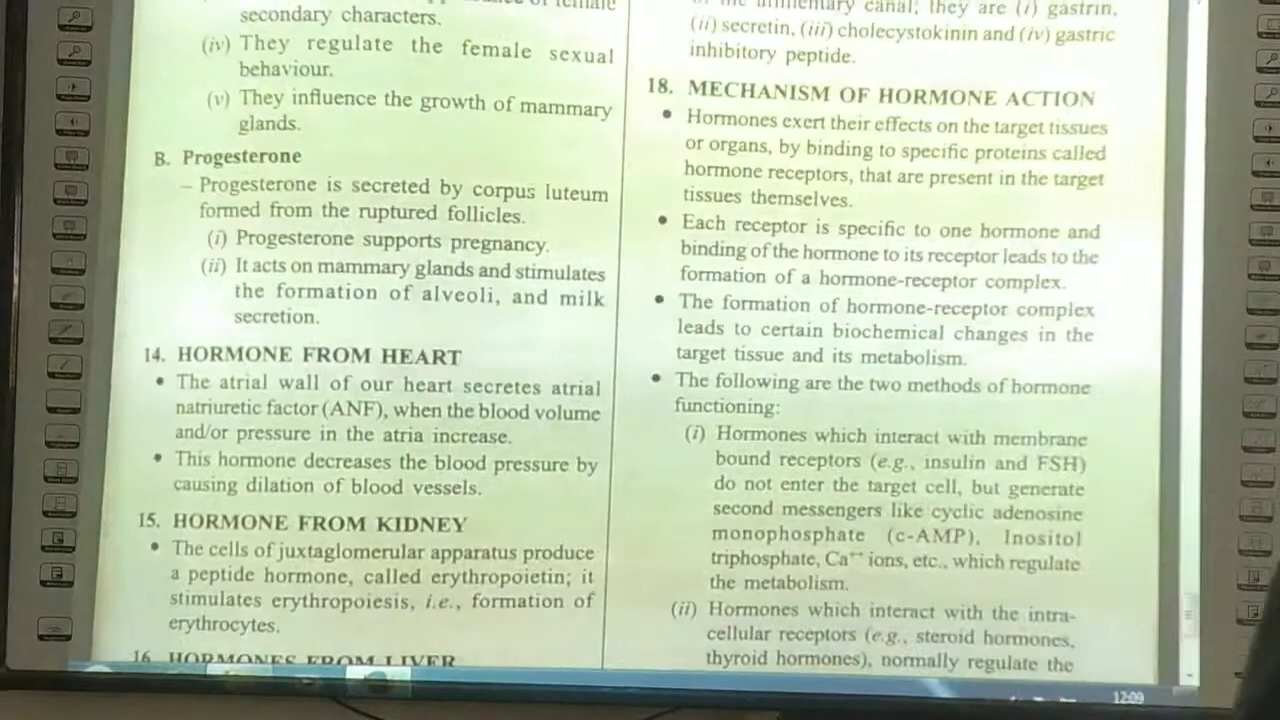 secondary characters.
(iv) They regulate the female sexual
behaviour.
(v) They influence the growth of mammary
glands.
B. Progesterone
– Progesterone is secreted by corpus luteum
formed from the ruptured follicles.
(i) Progesterone supports pregnancy.
(ii) It acts on mammary glands and stimulates
the formation of alveoli, and milk
secretion.
14. HORMONE FROM HEART
• The atrial wall of our heart secretes atrial
natriuretic factor (ANF), when the blood volume
and/or pressure in the atria increase.
• This hormone decreases the blood pressure by
causing dilation of blood vessels.
15. HORMONE FROM KIDNEY
• The cells of juxtaglomerular apparatus produce
a peptide hormone, called erythropoietin; it
stimulates erythropoiesis, i.e., formation of
erythrocytes.
16. HORMONES FROM LIVER
of the alimentary canal; they are (i) gastrin,
(ii) secretin, (iii) cholecystokinin and (iv) gastric
inhibitory peptide.
18. MECHANISM OF HORMONE ACTION
• Hormones exert their effects on the target tissues
or organs, by binding to specific proteins called
hormone receptors, that are present in the target
tissues themselves.
• Each receptor is specific to one hormone and
binding of the hormone to its receptor leads to the
formation of a hormone-receptor complex.
• The formation of hormone-receptor complex
leads to certain biochemical changes in the
target tissue and its metabolism.
• The following are the two methods of hormone
functioning:
(i) Hormones which interact with membrane
bound receptors (e.g., insulin and FSH)
do not enter the target cell, but generate
second messengers like cyclic adenosine
monophosphate (c-AMP), Inositol
triphosphate, Ca⁺⁺ ions, etc., which regulate
the metabolism.
(ii) Hormones which interact with the intra-
cellular receptors (e.g., steroid hormones,
thyroid hormones), normally regulate the
12:09